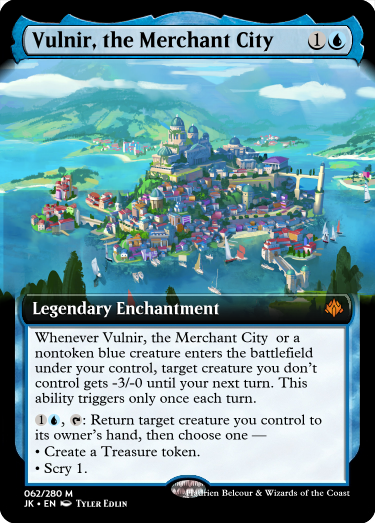 Vulnir, the Merchant City 1
Legendary Enchantment
Whenever Vulnir, the Merchant City or a
nontoken blue creature enters the battlefield
under your control, target creature you don't
control gets -3/-0 until your next turn. This
ability triggers only once each turn.
1 , : Return target creature you control to
its owner's hand, then choose one —
• Create a Treasure token.
• Scry 1.
062/280 M
JK • EN Tyler Edlin
Hadrien Belcour & Wizards of the Coast